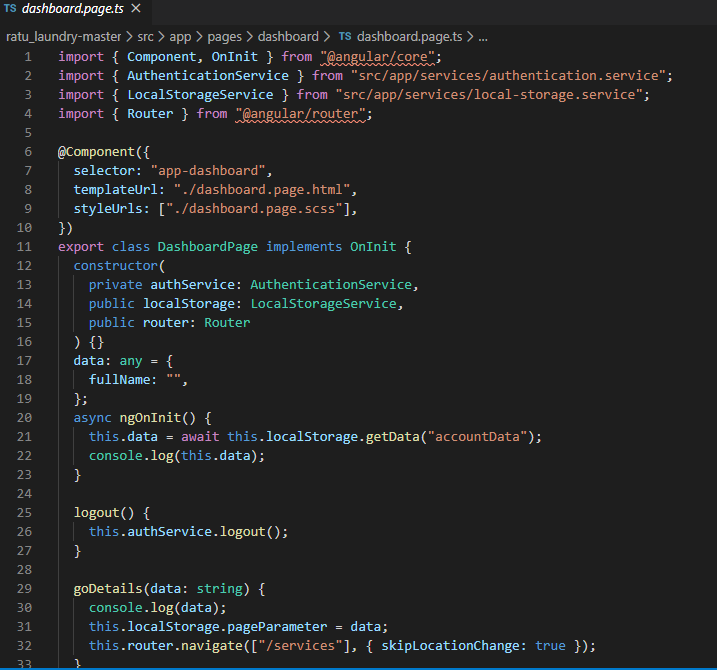 TS dashboard.page.ts ×
ratu_laundry-master > src > app > pages > dashboard > TS dashboard.page.ts > ...
1 import { Component, OnInit } from "@angular/core";
2 import { AuthenticationService } from "src/app/services/authentication.service";
3 import { LocalStorageService } from "src/app/services/local-storage.service";
4 import { Router } from "@angular/router";
5
6 @Component({
7   selector: "app-dashboard",
8   templateUrl: "./dashboard.page.html",
9   styleUrls: ["./dashboard.page.scss"],
10 })
11 export class DashboardPage implements OnInit {
12   constructor(
13     private authService: AuthenticationService,
14     public localStorage: LocalStorageService,
15     public router: Router
16   ) {}
17   data: any = {
18     fullName: "",
19   };
20   async ngOnInit() {
21     this.data = await this.localStorage.getData("accountData");
22     console.log(this.data);
23   }
24
25   logout() {
26     this.authService.logout();
27   }
28
29   goDetails(data: string) {
30     console.log(data);
31     this.localStorage.pageParameter = data;
32     this.router.navigate(["/services"], { skipLocationChange: true });
33   }